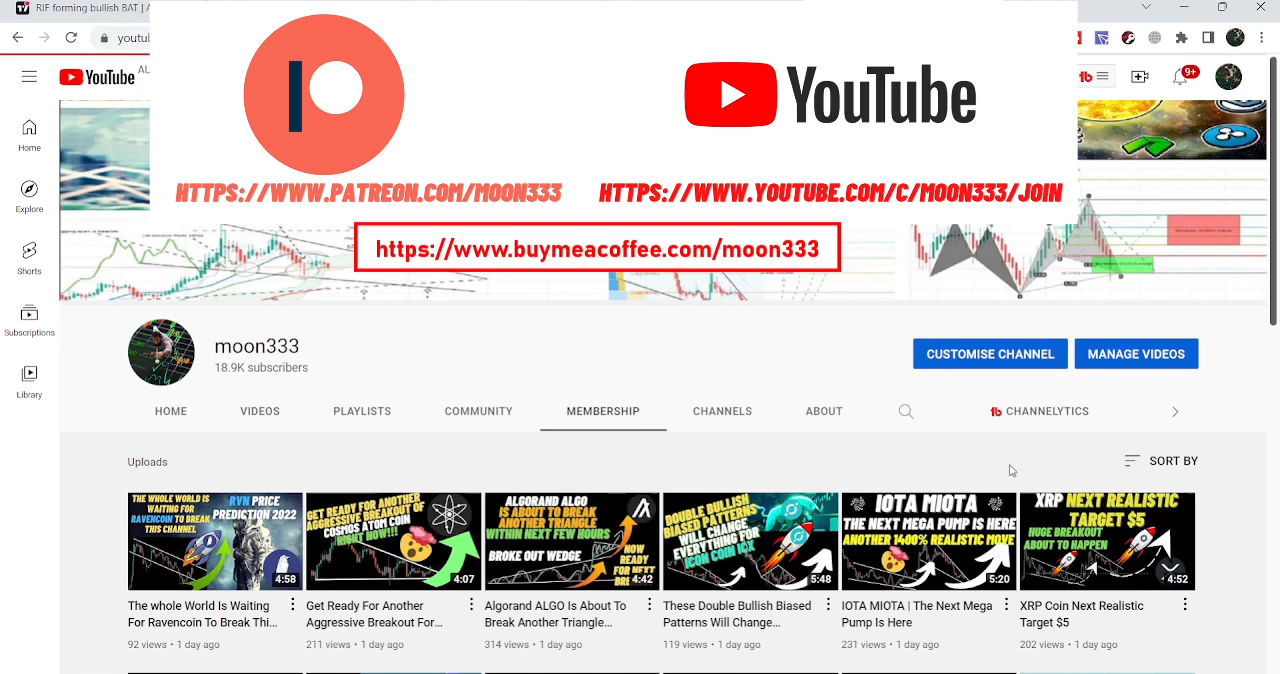 RIF forming bullish BAT | A
youtu
YouTube
HTTPS://WWW.PATREON.COM/MOON333
HTTPS://WWW.YOUTUBE.COM/C/MOON333/JOIN
https://www.buymeacoffee.com/moon333
YouTube
AU
9+
Home
Explore
Shorts
Subscriptions
Library
moon333
18.9K subscribers
CUSTOMISE CHANNEL
MANAGE VIDEOS
HOME
VIDEOS
PLAYLISTS
COMMUNITY
MEMBERSHIP
CHANNELS
ABOUT
CHANNELYTICS
Uploads
SORT BY
THE WHOLE WORLD IS
WAITING FOR
RAVENCOIN TO BREAK
THIS CHANNEL
RVN PRICE
PREDICTION 2022
4:58
GET READY FOR ANOTHER
AGGRESSIVE BREAKOUT OF
COSMOS ATOM COIN
RIGHT NOW!!!
4:07
ALGORAND ALGO
IS ABOUT TO BREAK
ANOTHER TRIANGLE
WITHIN NEXT FEW HOURS
BROKE OUT WEDGE
NOW
READY
FOR NEXT
4:42
DOUBLE BULLISH
BIASED PATTERNS
WILL CHANGE
EVERYTHING FOR
ICON COIN ICX
5:48
IOTA MIOTA
THE NEXT MEGA PUMP IS HERE
ANOTHER 1400% REALISTIC MOVE
5:20
XRP NEXT REALISTIC
TARGET $5
HUGE BREAKOUT
ABOUT TO HAPPEN
4:52
The whole World Is Waiting
For Ravencoin To Break Thi...
92 views • 1 day ago
Get Ready For Another
Aggressive Breakout For...
211 views • 1 day ago
Algorand ALGO Is About To
Break Another Triangle...
314 views • 1 day ago
These Double Bullish Biased
Patterns Will Change...
119 views • 1 day ago
IOTA MIOTA | The Next Mega
Pump Is Here
231 views • 1 day ago
XRP Coin Next Realistic
Target $5
202 views • 1 day ago